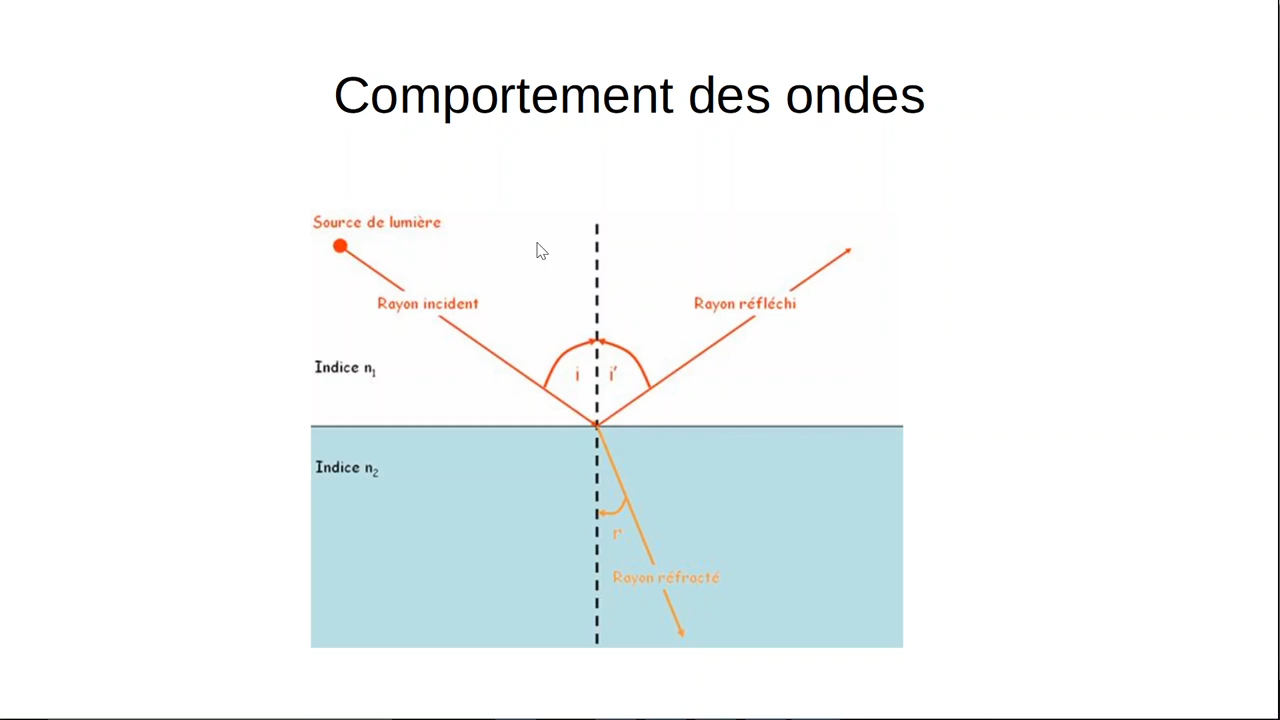 Comportement des ondes
Source de lumière
Rayon incident
Rayon réfléchi
Indice n₁
i
i'
Indice n₂
r
Rayon réfracté